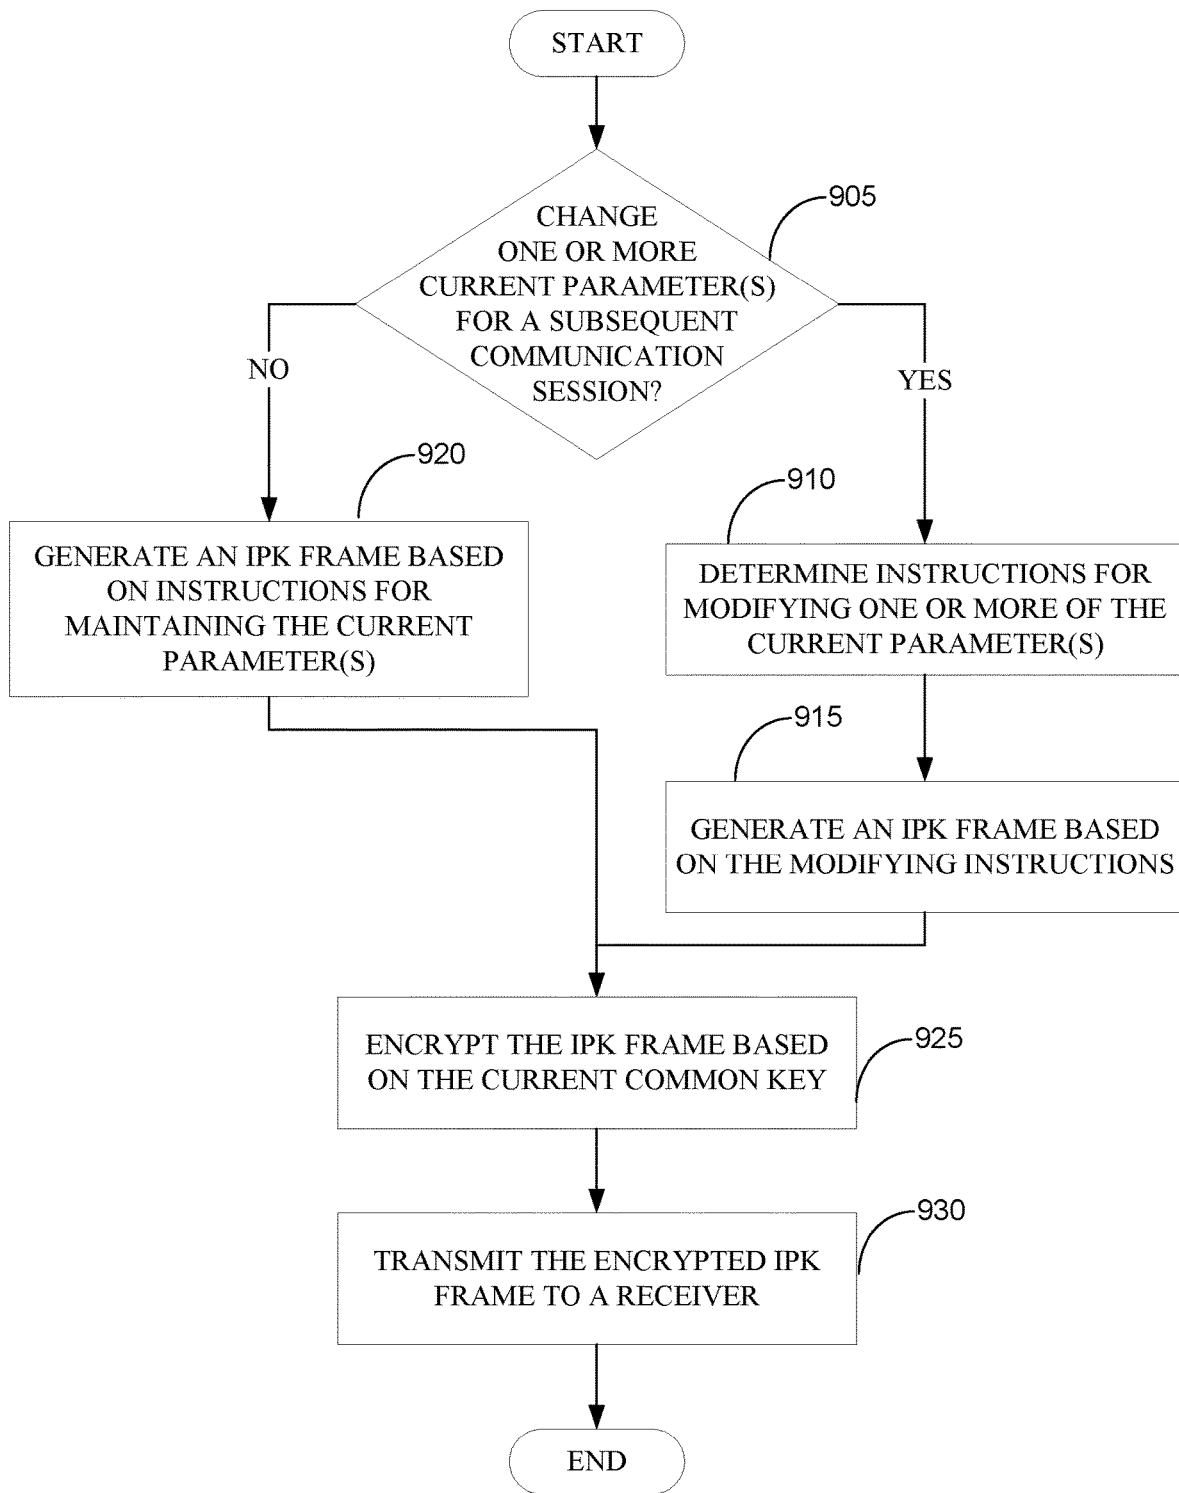 START
905
CHANGE
ONE OR MORE
CURRENT PARAMETER(S)
FOR A SUBSEQUENT
COMMUNICATION
SESSION?
NO
YES
920
GENERATE AN IPK FRAME BASED
ON INSTRUCTIONS FOR
MAINTAINING THE CURRENT
PARAMETER(S)
910
DETERMINE INSTRUCTIONS FOR
MODIFYING ONE OR MORE OF THE
CURRENT PARAMETER(S)
915
GENERATE AN IPK FRAME BASED
ON THE MODIFYING INSTRUCTIONS
ENCRYPT THE IPK FRAME BASED
ON THE CURRENT COMMON KEY
925
930
TRANSMIT THE ENCRYPTED IPK
FRAME TO A RECEIVER
END